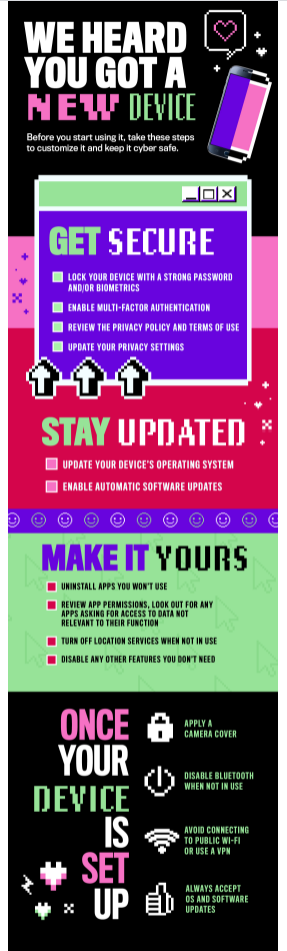 WE HEARD
YOU GOT A
NEW DEVICE
Before you start using it, take these steps
to customize it and keep it cyber safe.
GET SECURE
LOCK YOUR DEVICE WITH A STRONG PASSWORD
AND/OR BIOMETRICS
ENABLE MULTI-FACTOR AUTHENTICATION
REVIEW THE PRIVACY POLICY AND TERMS OF USE
UPDATE YOUR PRIVACY SETTINGS
STAY UPDATED
UPDATE YOUR DEVICE'S OPERATING SYSTEM
ENABLE AUTOMATIC SOFTWARE UPDATES
MAKE IT YOURS
UNINSTALL APPS YOU WON'T USE
REVIEW APP PERMISSIONS, LOOK OUT FOR ANY
APPS ASKING FOR ACCESS TO DATA NOT
RELEVANT TO THEIR FUNCTION
TURN OFF LOCATION SERVICES WHEN NOT IN USE
DISABLE ANY OTHER FEATURES YOU DON'T NEED
ONCE
YOUR
DEVICE
IS
SET
UP
APPLY A
CAMERA COVER
DISABLE BLUETOOTH
WHEN NOT IN USE
AVOID CONNECTING
TO PUBLIC WI-FI
OR USE A VPN
ALWAYS ACCEPT
OS AND SOFTWARE
UPDATES